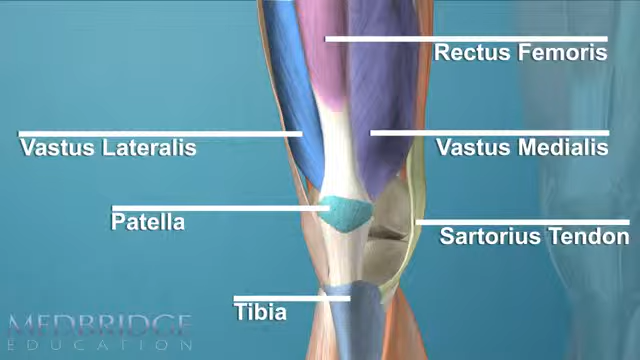 Rectus Femoris
Vastus Lateralis
Vastus Medialis
Patella
Sartorius Tendon
Tibia
MEDBRIDGE
EDUCATION